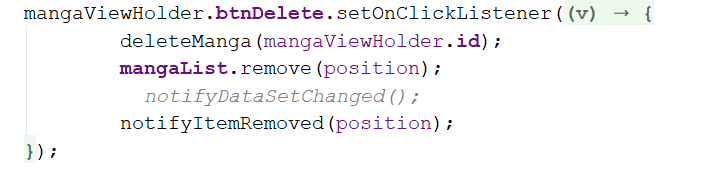 mangaViewHolder.btnDelete.setOnClickListener((v) → {
deleteManga(mangaViewHolder.id);
mangaList.remove(position);
notifyDataSetChanged();
notifyItemRemoved(position);
});